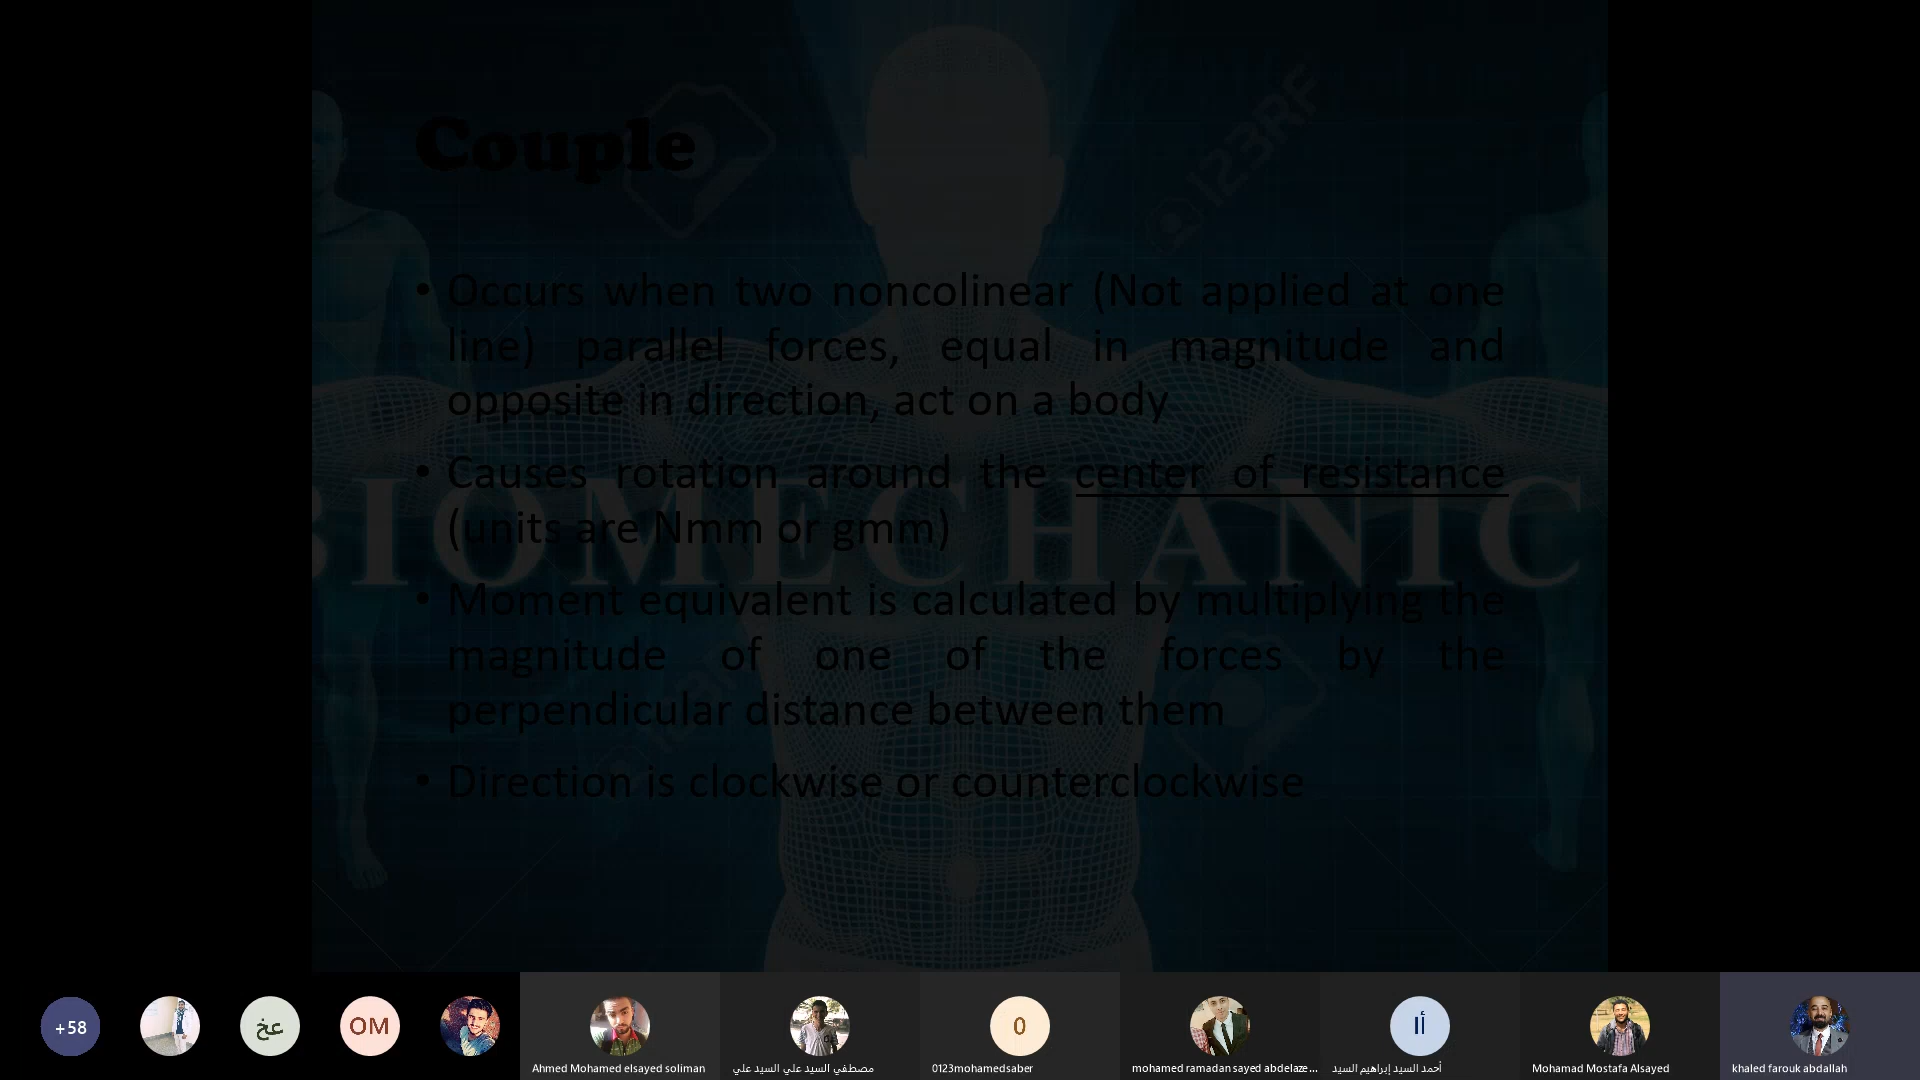 Couple
123RF
• Occurs when two noncolinear (Not applied at one
line) parallel forces, equal in magnitude and
opposite in direction, act on a body
• Causes rotation around the center of resistance
(units are Nmm or gmm)
BIOMECHANIC
• Moment equivalent is calculated by multiplying the
magnitude of one of the forces by the
perpendicular distance between them
• Direction is clockwise or counterclockwise
+58
عخ
OM
0
أا
Ahmed Mohamed elsayed soliman
مصطفي السيد علي السيد علي
0123mohamedsaber
mohamed ramadan sayed abdelaze...
أحمد السيد إبراهيم السيد
Mohamad Mostafa Alsayed
khaled farouk abdallah